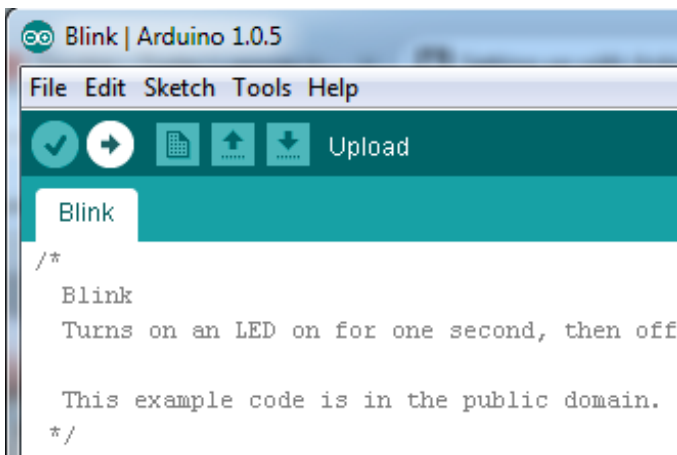 Blink | Arduino 1.0.5
File Edit Sketch Tools Help
Upload
Blink
/*
Blink
Turns on an LED on for one second, then off
This example code is in the public domain.
*/